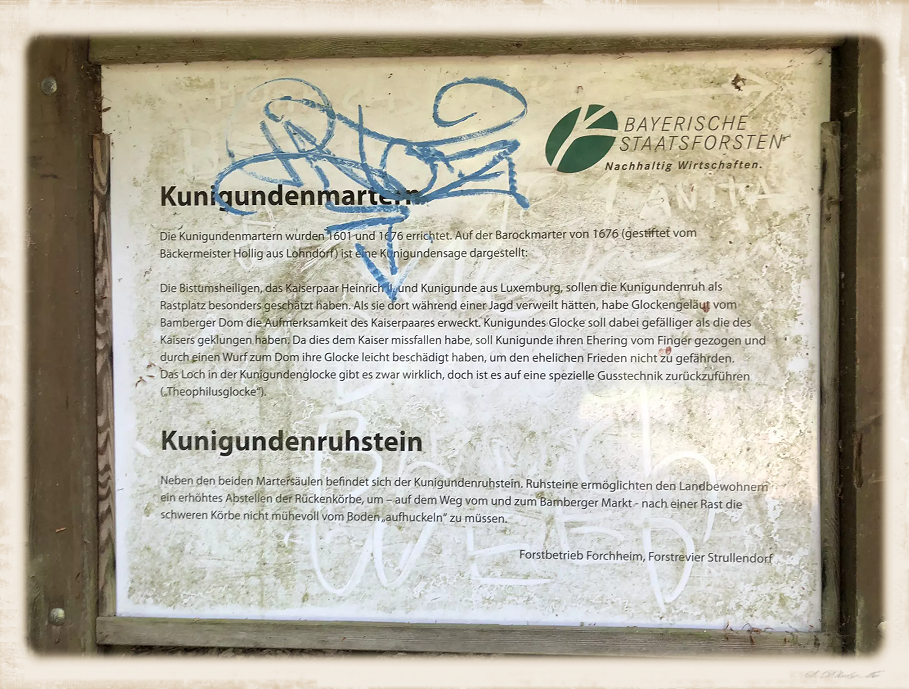 BAYERISCHE
STAATSFORSTEN
Nachhaltig Wirtschaften.
Kunigundenmartern
Die Kunigundenmartern wurden 1601 und 1676 errichtet. Auf der Barockmarter von 1676 (gestiftet vom
Bäckermeister Hollig aus Lohndorf) ist eine Kunigundensage dargestellt:
Die Bistumsheiligen, das Kaiserpaar Heinrich II. und Kunigunde aus Luxemburg, sollen die Kunigundenruh als
Rastplatz besonders geschätzt haben. Als sie dort während einer Jagd verweilt hätten, habe Glockengeläut vom
Bamberger Dom die Aufmerksamkeit des Kaiserpaares erweckt. Kunigundes Glocke soll dabei gefälliger als die des
Kaisers geklungen haben. Da dies dem Kaiser missfallen habe, soll Kunigunde ihren Ehering vom Finger gezogen und
durch einen Wurf zum Dom ihre Glocke leicht beschädigt haben, um den ehelichen Frieden nicht zu gefährden.
Das Loch in der Kunigundenglocke gibt es zwar wirklich, doch ist es auf eine spezielle Gusstechnik zurückzuführen
(„Theophilusglocke“).
Kunigundenruhstein
Neben den beiden Martersäulen befindet sich der Kunigundenruhstein. Ruhsteine ermöglichten den Landbewohnern
ein erhöhtes Abstellen der Rückenkörbe, um – auf dem Weg vom und zum Bamberger Markt - nach einer Rast die
schweren Körbe nicht mühevoll vom Boden „aufhuckeln“ zu müssen.
Forstbetrieb Forchheim, Forstrevier Strullendorf